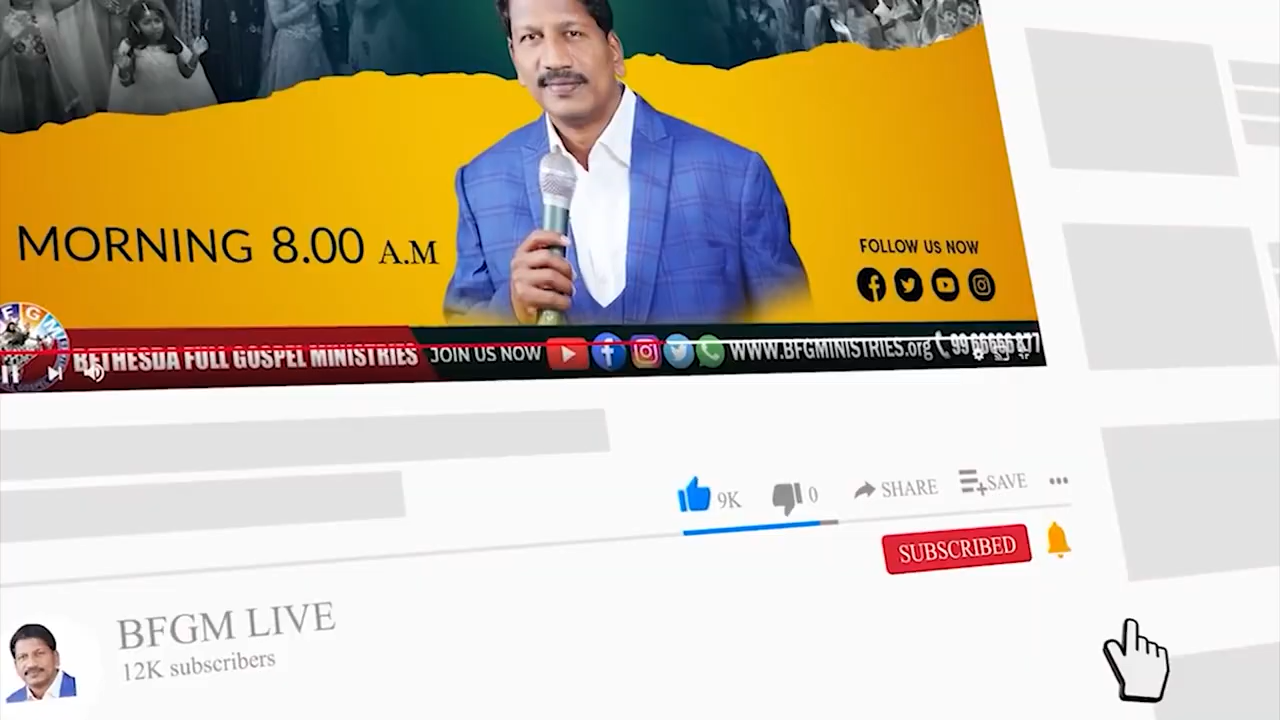 MORNING 8.00 A.M
FOLLOW US NOW
BETHESDA FULL GOSPEL MINISTRIES
JOIN US NOW
WWW.BFGMINISTRIES.org
9K
0
SHARE
SAVE
SUBSCRIBED
BFGM LIVE
12K subscribers